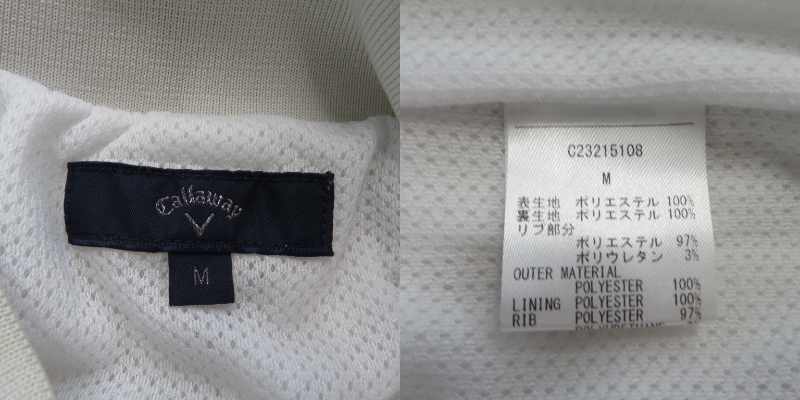 Callaway
M
C23215108
M
表生地 ポリエステル 100%
裏生地 ポリエステル 100%
リブ部分
ポリエステル 97%
ポリウレタン 3%
OUTER MATERIAL
POLYESTER 100%
LINING POLYESTER 100%
RIB POLYESTER 97%